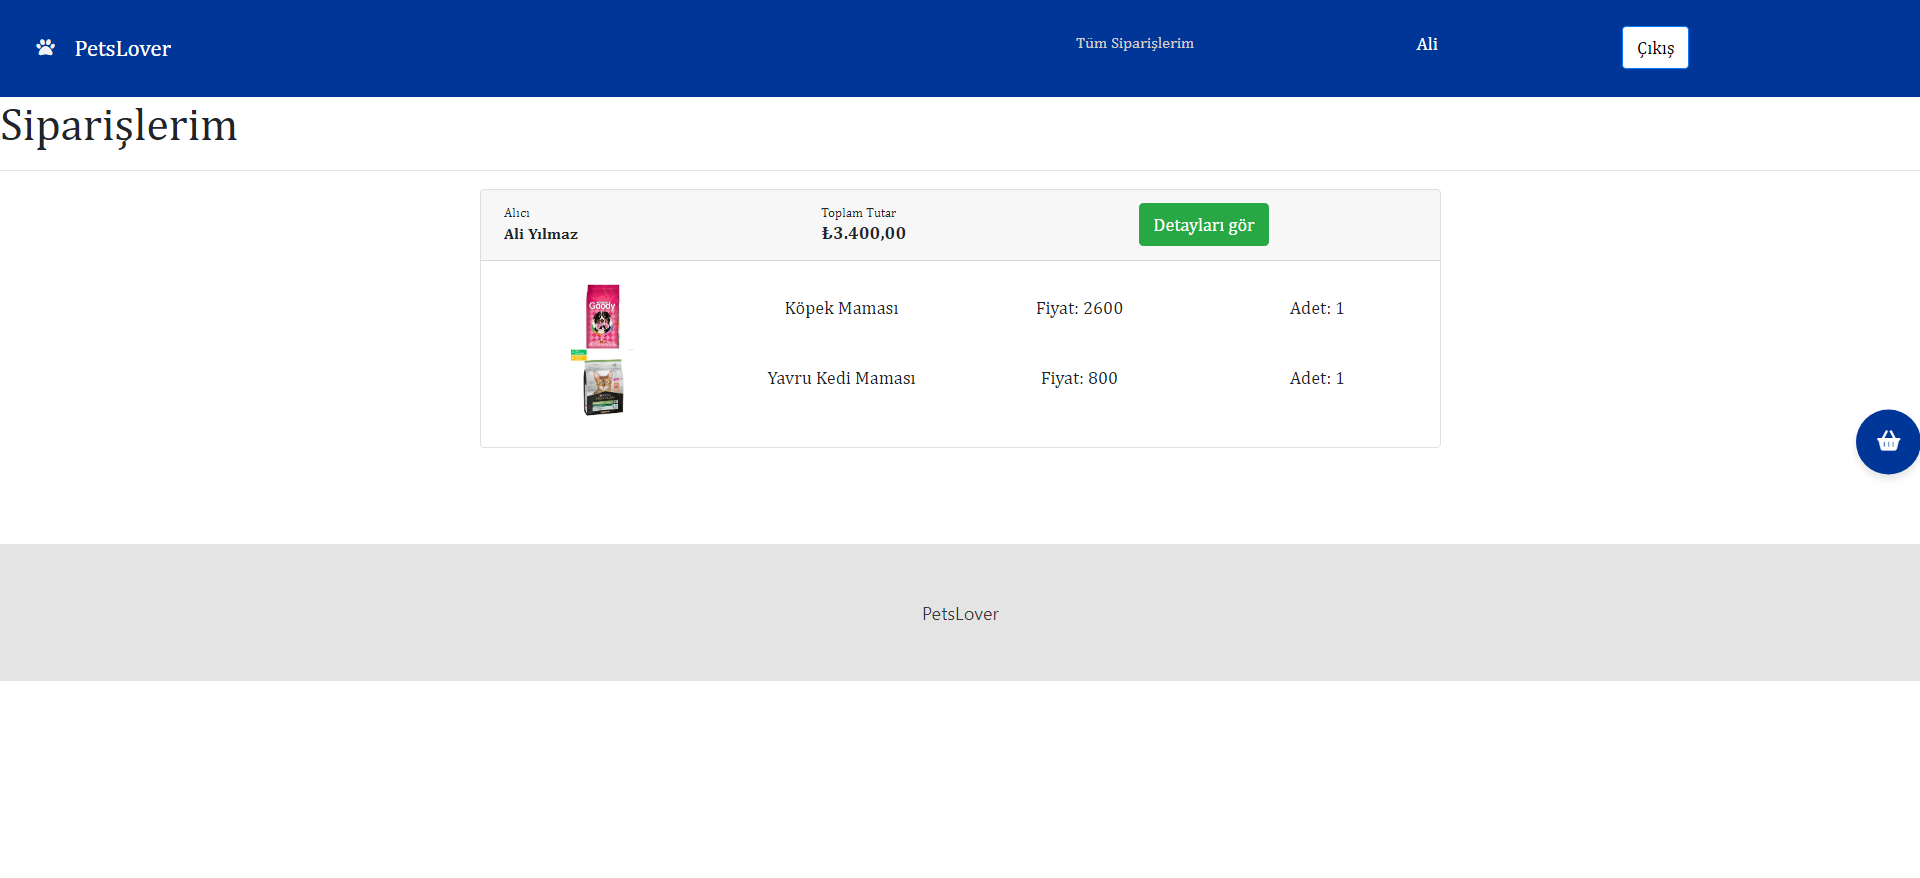 PetsLover
Tüm Siparişlerim
Ali
Çıkış
Siparişlerim
Alıcı
Ali Yılmaz
Toplam Tutar
₺3.400,00
Detayları gör
Goody
Köpek Maması
Fiyat: 2600
Adet: 1
Yavru Kedi Maması
Fiyat: 800
Adet: 1
PetsLover